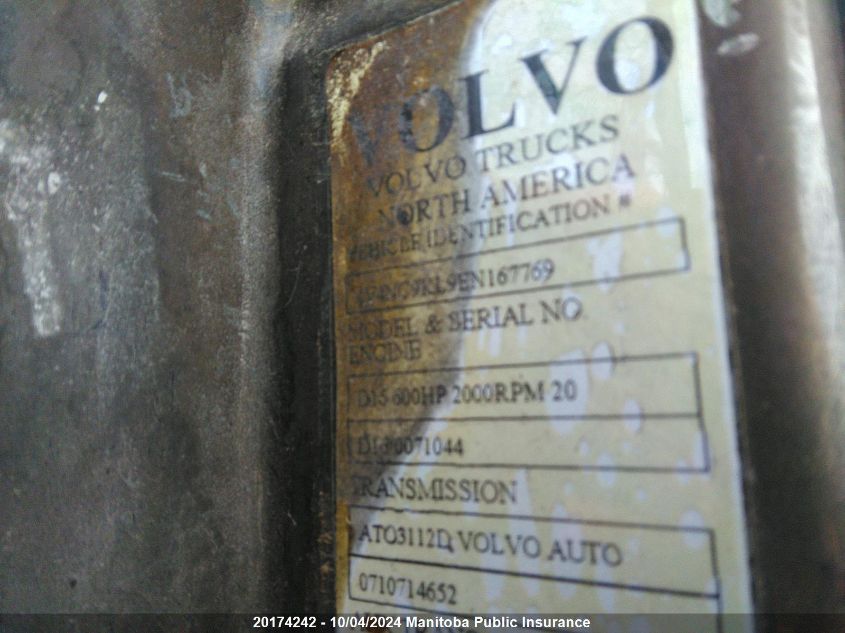 VOLVO
VOLVO TRUCKS
NORTH AMERICA
VEHICLE IDENTIFICATION #
MODEL & SERIAL NO
ENGINE
D16 600HP 2000RPM 20
TRANSMISSION
ATO3112D, VOLVO AUTO
0710714652
20174242 - 10/04/2024 Manitoba Public Insurance